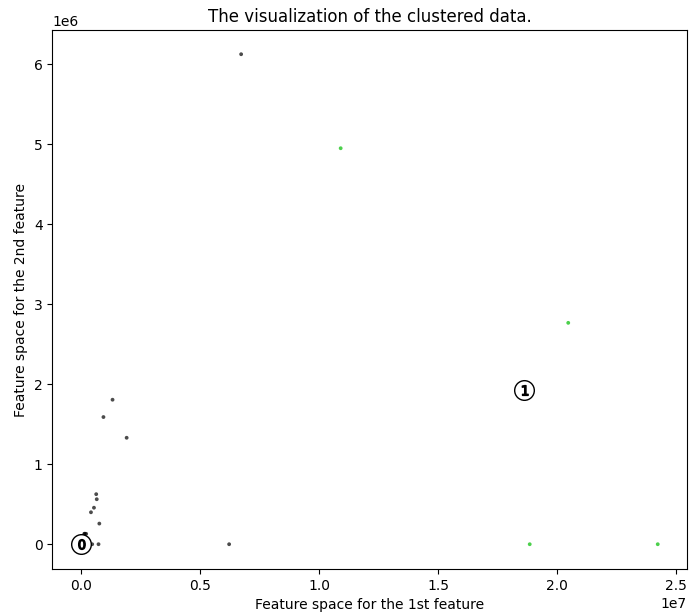 The visualization of the clustered data.
1e6
6
5
4
3
2
1
0
Feature space for the 2nd feature
1
0
0.0 0.5 1.0 1.5 2.0 2.5
1e7
Feature space for the 1st feature